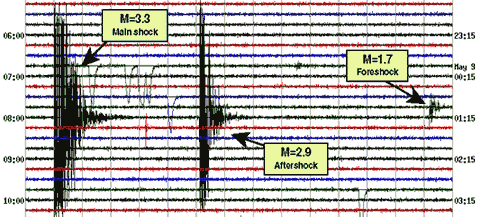 M=3.3
Main shock
06:00
23:15
M=1.7
Foreshock
May 9
07:00
00:15
08:00
01:15
M=2.9
Aftershock
09:00
02:15
10:00
03:15